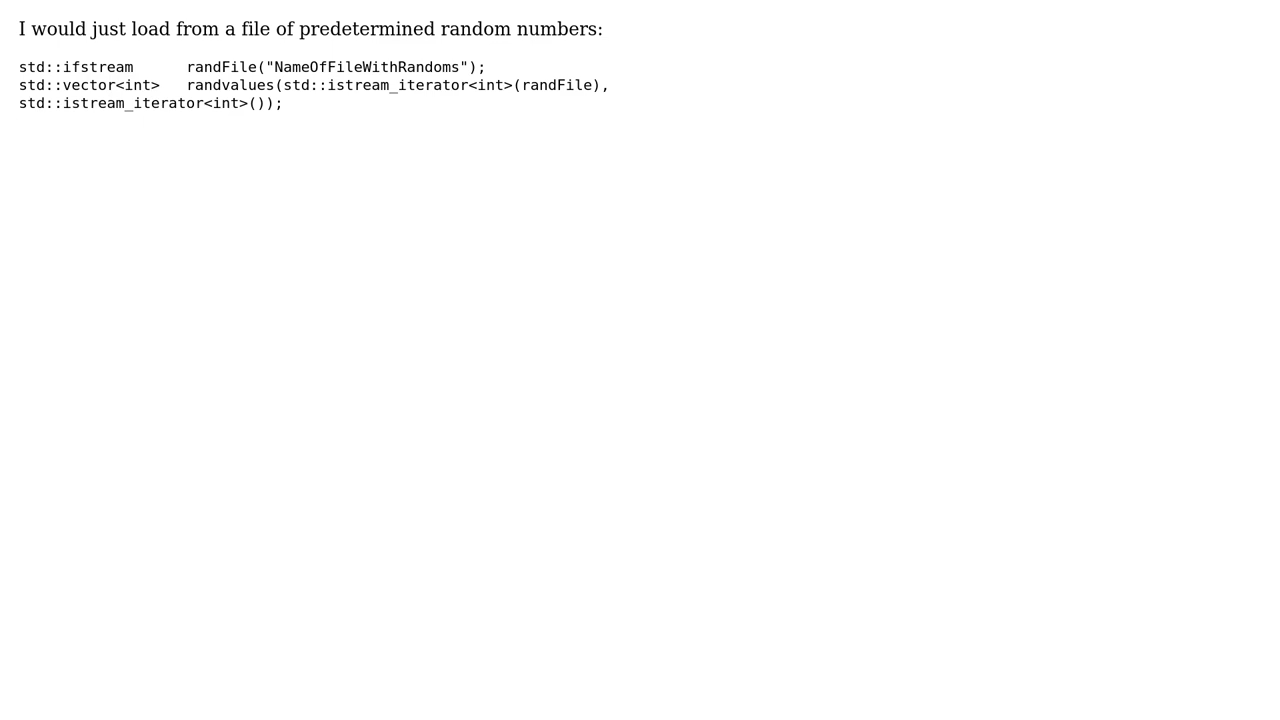 I would just load from a file of predetermined random numbers:
std::ifstream      randFile("NameOfFileWithRandoms");
std::vector<int>   randvalues(std::istream_iterator<int>(randFile),
std::istream_iterator<int>());